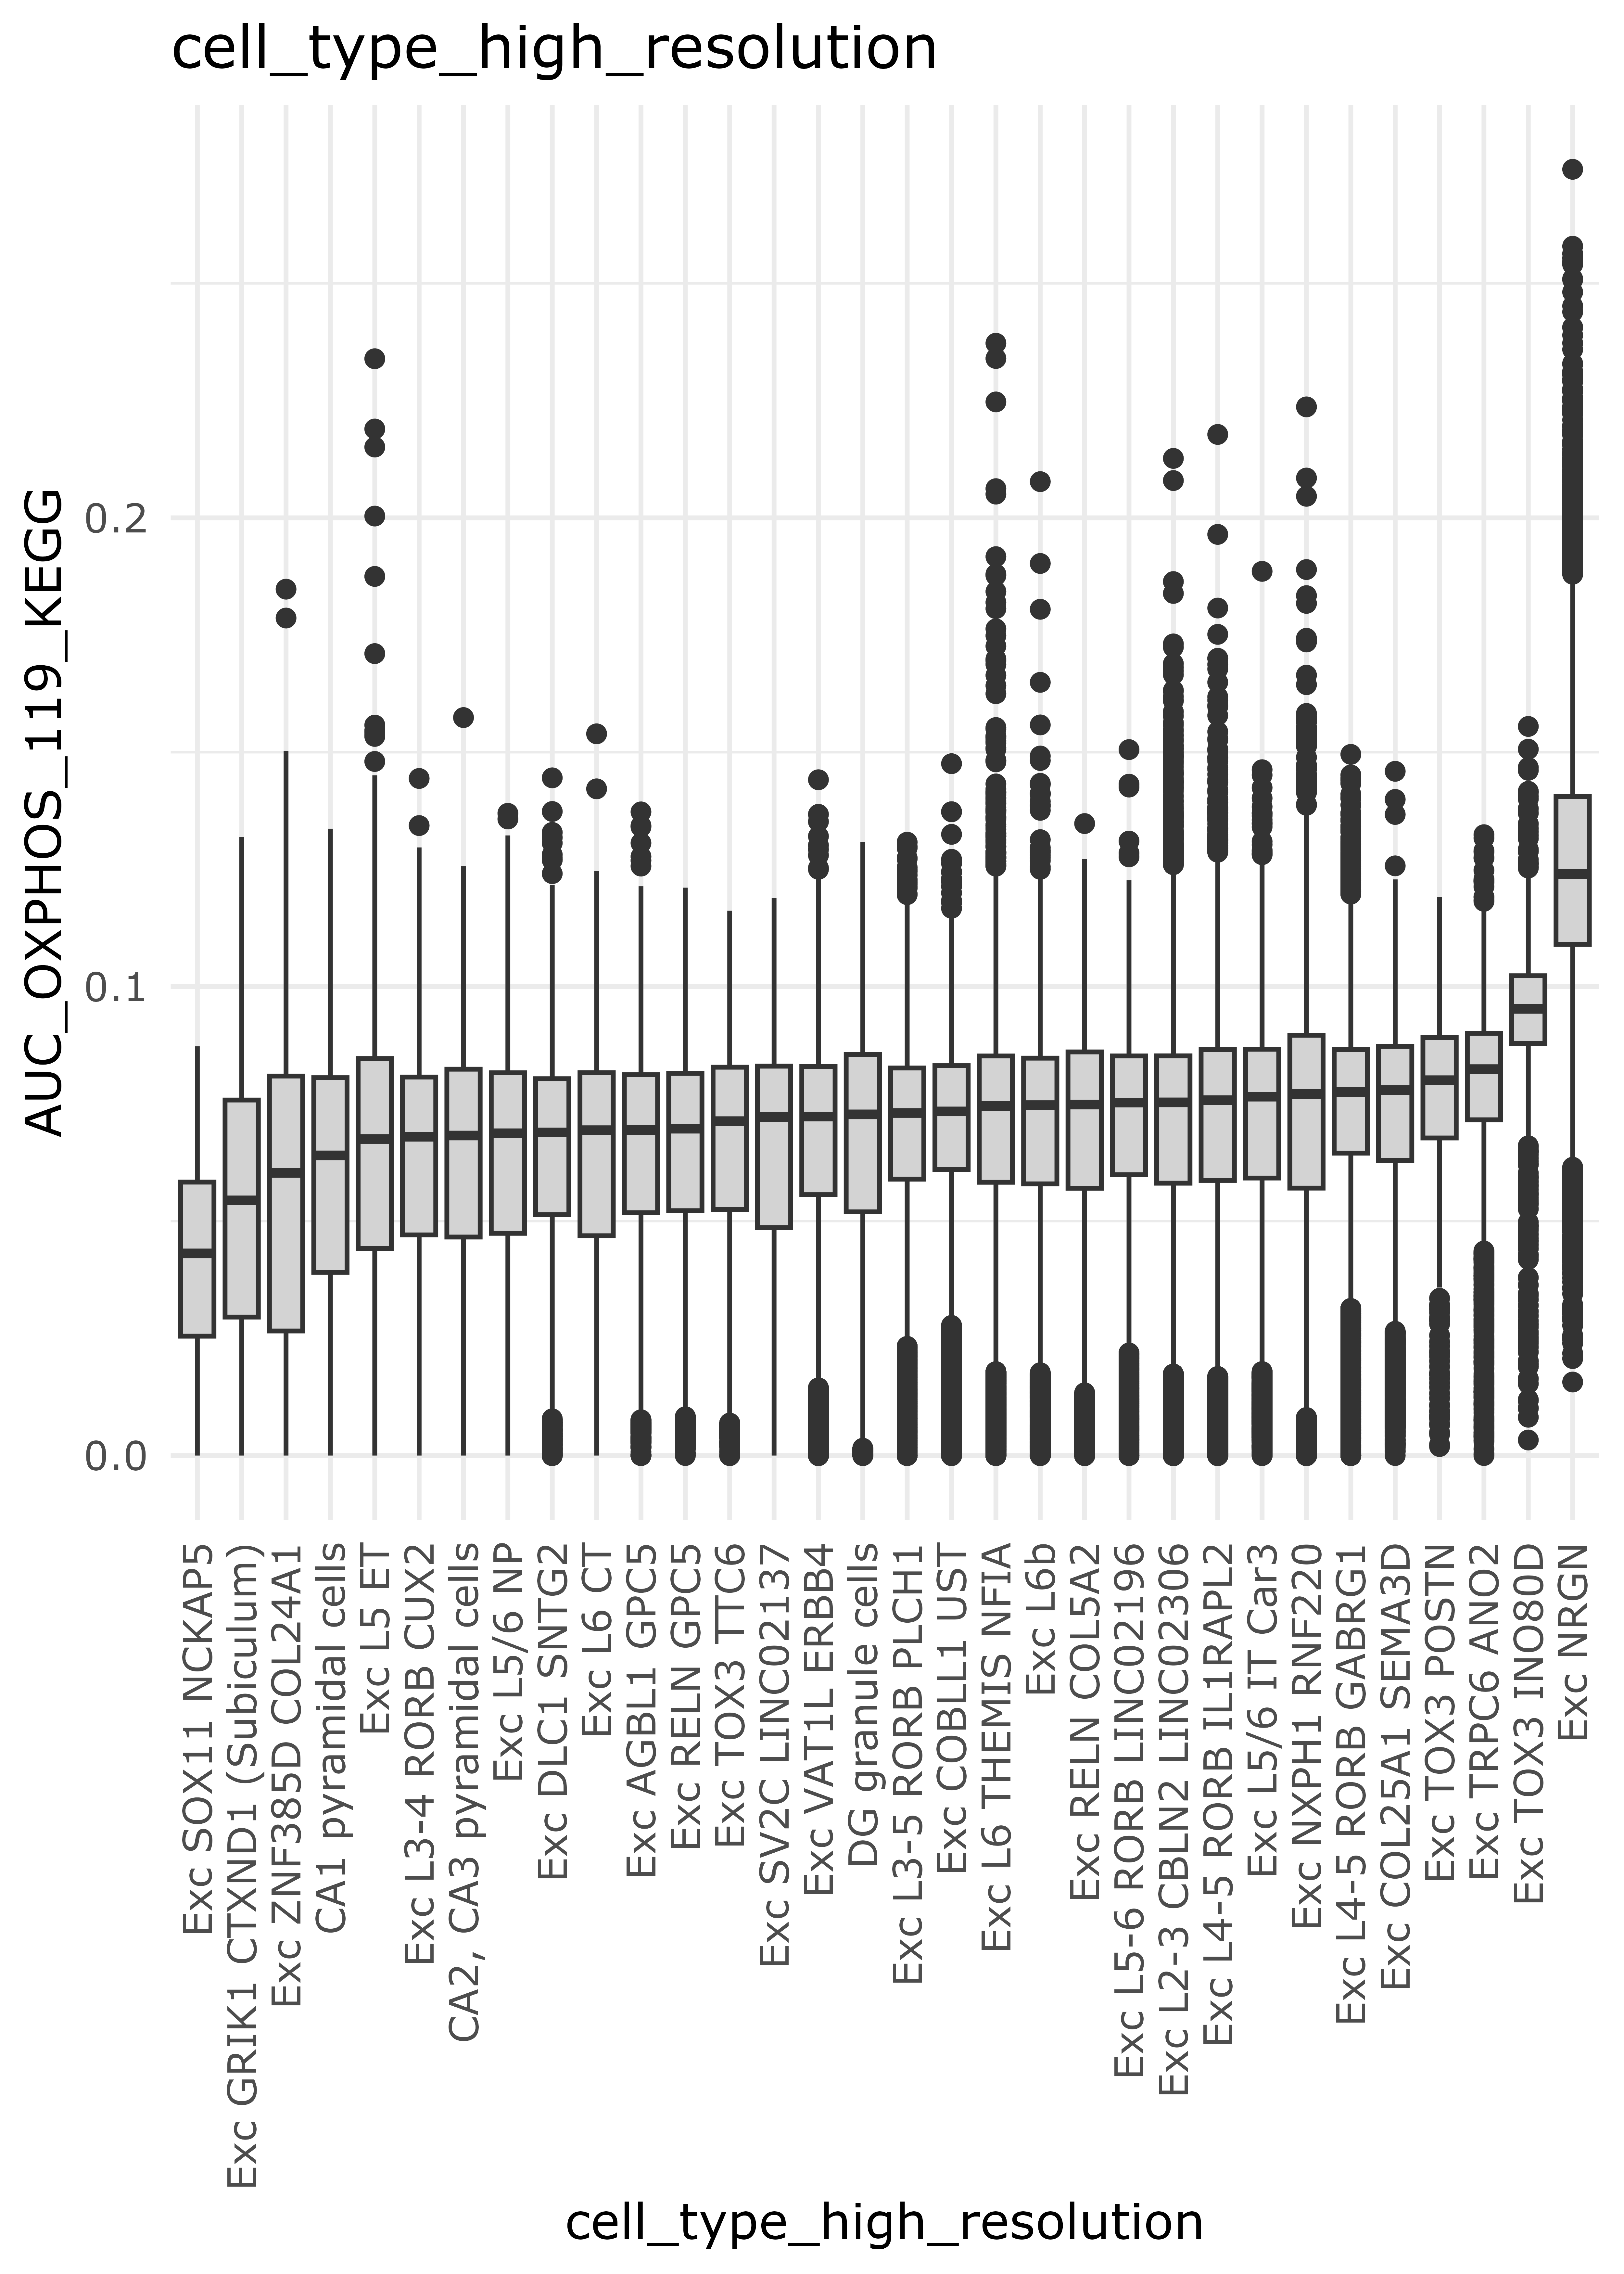 cell_type_high_resolution
AUC_OXPHOS_119_KEGG
0.2
0.1
0.0
Exc SOX11 NCKAP5
Exc GRIK1 CTXND1 (Subiculum)
Exc ZNF385D COL24A1
CA1 pyramidal cells
Exc L5 ET
Exc L3-4 RORB CUX2
CA2, CA3 pyramidal cells
Exc L5/6 NP
Exc DLC1 SNTG2
Exc L6 CT
Exc AGBL1 GPC5
Exc RELN GPC5
Exc TOX3 TTC6
Exc SV2C LINC02137
Exc VAT1L ERBB4
DG granule cells
Exc L3-5 RORB PLCH1
Exc COBLL1 UST
Exc L6 THEMIS NFIA
Exc L6b
Exc RELN COL5A2
Exc L5-6 RORB LINC02196
Exc L2-3 CBLN2 LINC02306
Exc L4-5 RORB IL1RAPL2
Exc L5/6 IT Car3
Exc NXPH1 RNF220
Exc L4-5 RORB GABRG1
Exc COL25A1 SEMA3D
Exc TOX3 POSTN
Exc TRPC6 ANO2
Exc TOX3 INO80D
Exc NRGN
cell_type_high_resolution